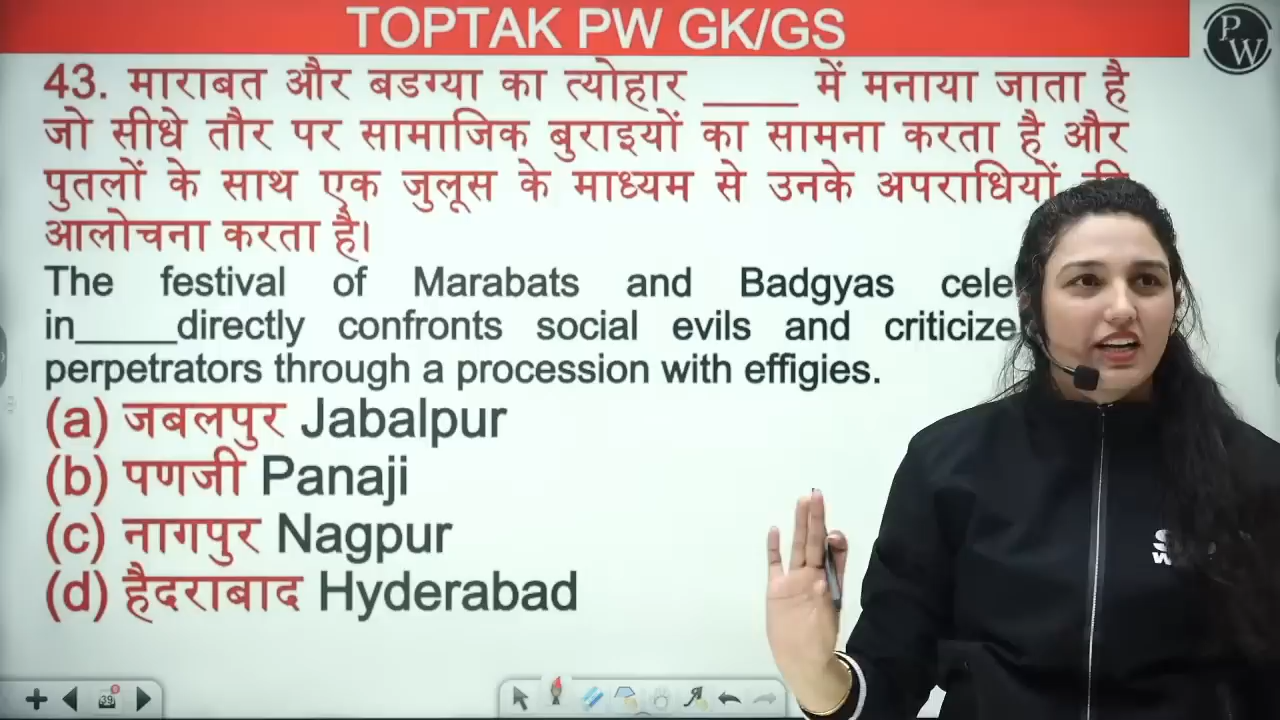 TOPTAK PW GK/GS
P
W
43. माराबत और बडग्या का त्योहार ____ में मनाया जाता है
जो सीधे तौर पर सामाजिक बुराइयों का सामना करता है और
पुतलों के साथ एक जुलूस के माध्यम से उनके अपराधियों की
आलोचना करता है।
The festival of Marabats and Badgyas cele
in_____directly confronts social evils and criticize
perpetrators through a procession with effigies.
(a) जबलपुर Jabalpur
(b) पणजी Panaji
(c) नागपुर Nagpur
(d) हैदराबाद Hyderabad
39